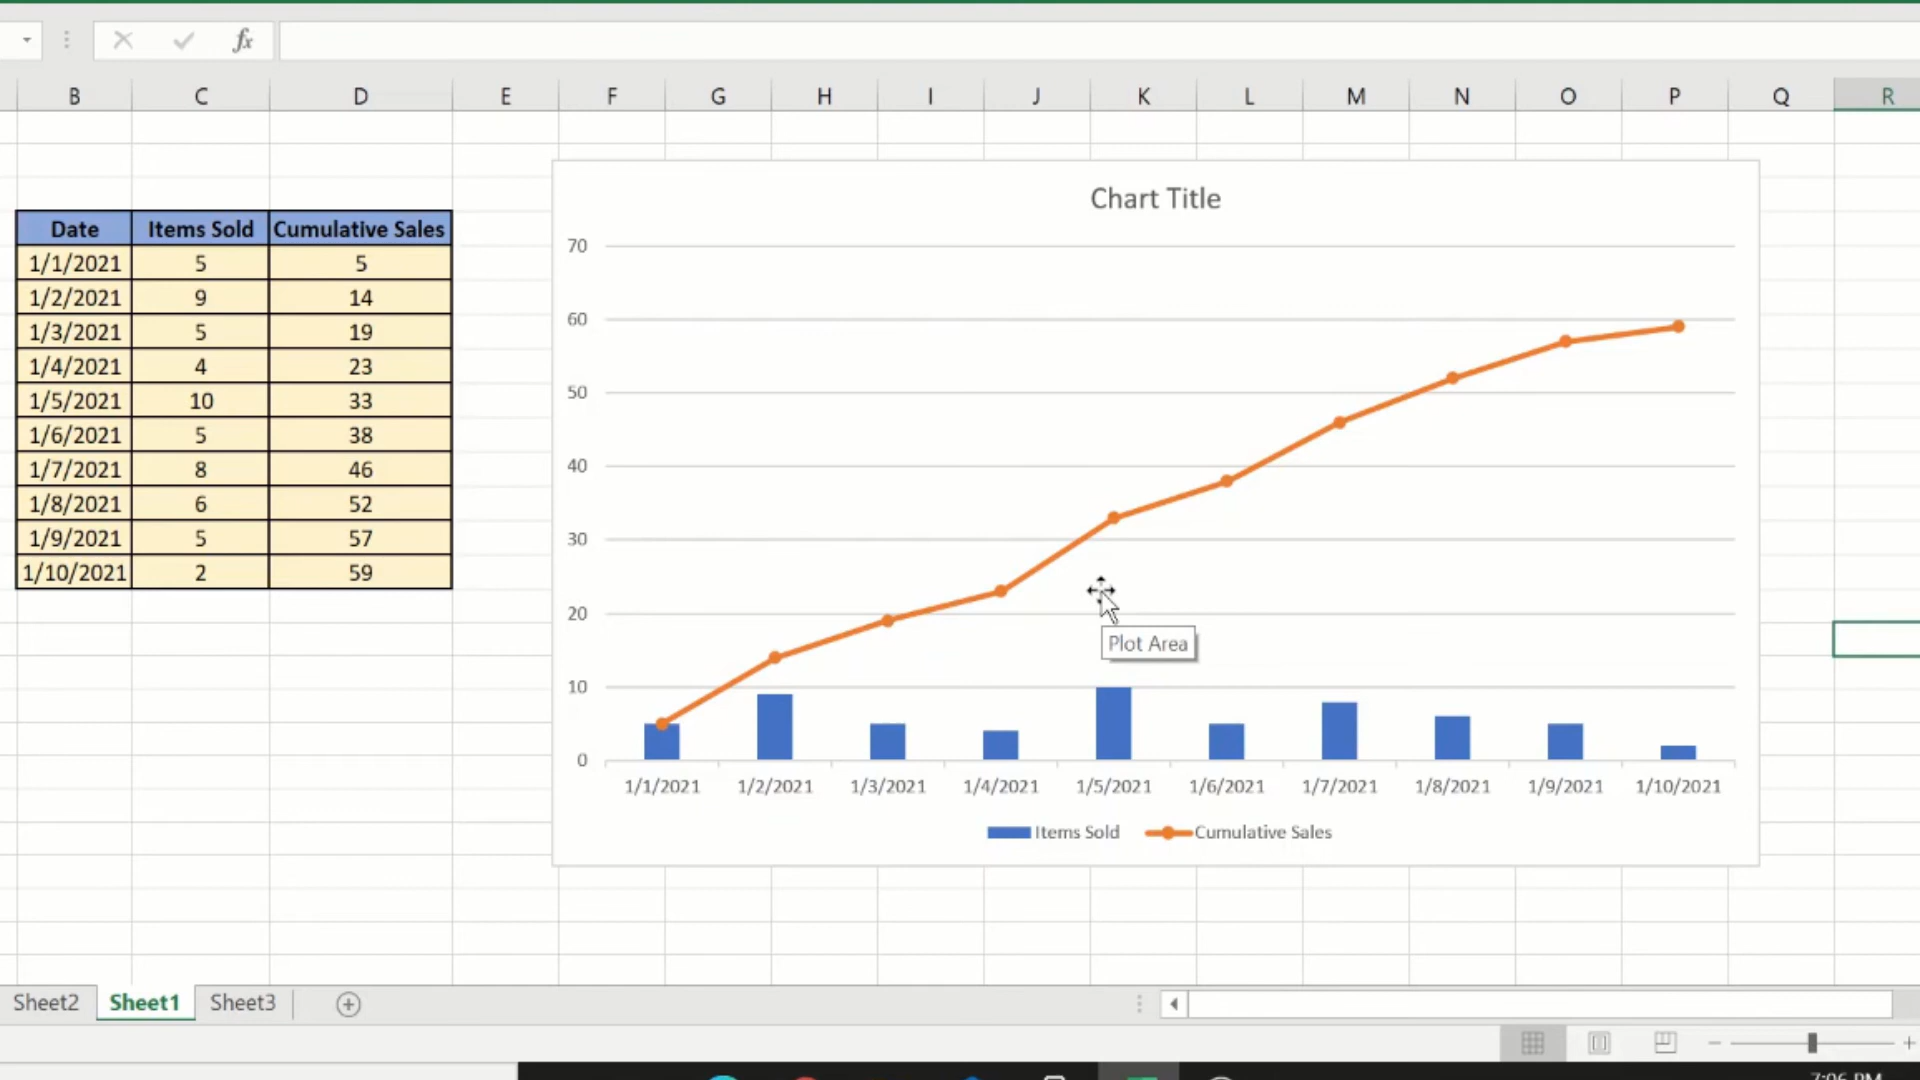 fx
B C D E F G H I J K L M N O P Q R
Date Items Sold Cumulative Sales
1/1/2021 5 5
1/2/2021 9 14
1/3/2021 5 19
1/4/2021 4 23
1/5/2021 10 33
1/6/2021 5 38
1/7/2021 8 46
1/8/2021 6 52
1/9/2021 5 57
1/10/2021 2 59
Chart Title
70
60
50
40
30
20
10
0
Plot Area
1/1/2021 1/2/2021 1/3/2021 1/4/2021 1/5/2021 1/6/2021 1/7/2021 1/8/2021 1/9/2021 1/10/2021
Items Sold Cumulative Sales
Sheet2 Sheet1 Sheet3
7:06 PM